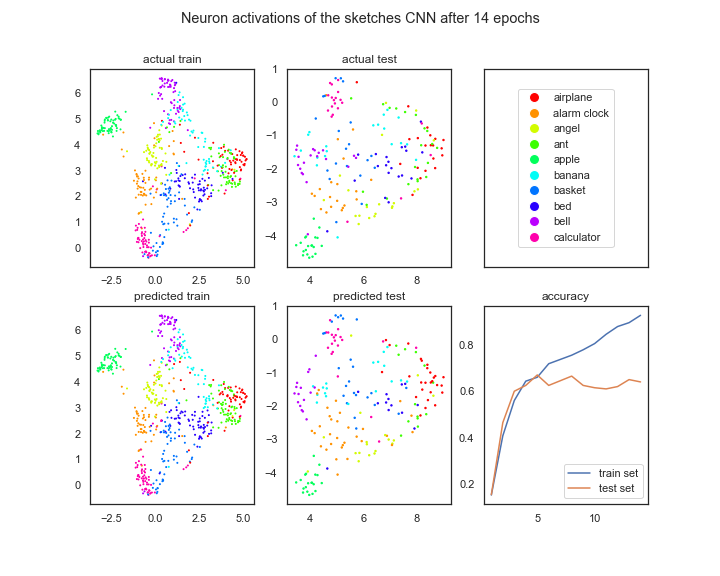 Neuron activations of the sketches CNN after 14 epochs
actual train
6
5
4
3
2
1
0
−2.5 0.0 2.5 5.0
actual test
1
0
−1
−2
−3
−4
4 6 8
airplane
alarm clock
angel
ant
apple
banana
basket
bed
bell
calculator
predicted train
6
5
4
3
2
1
0
−2.5 0.0 2.5 5.0
predicted test
1
0
−1
−2
−3
−4
4 6 8
accuracy
0.8
0.6
0.4
0.2
5 10
train set
test set